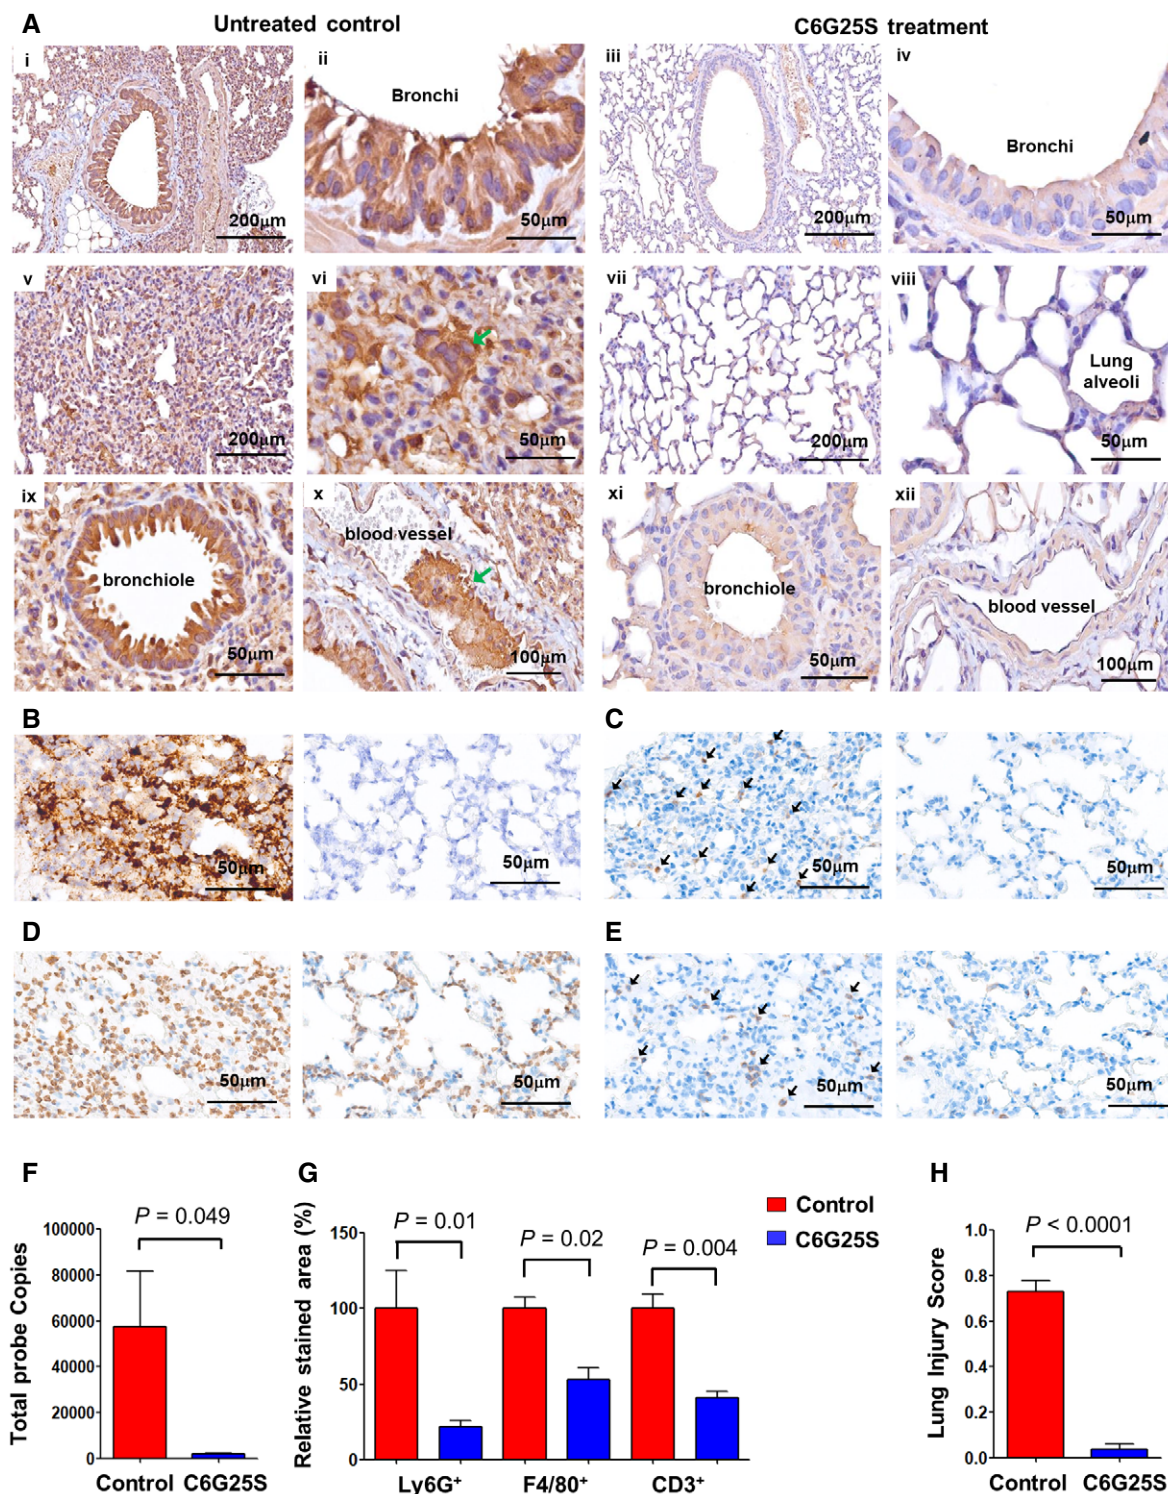 A
Untreated control
C6G25S treatment
i
200μm
ii
Bronchi
50μm
iii
200μm
iv
Bronchi
50μm
v
200μm
vi
50μm
vii
200μm
viii
Lung
alveoli
50μm
ix
bronchiole
50μm
x
blood vessel
100μm
xi
bronchiole
50μm
xii
blood vessel
100μm
B
50μm
50μm
C
50μm
50μm
D
50μm
50μm
E
50μm
50μm
F
Total probe Copies
100000
80000
60000
40000
20000
0
P = 0.049
Control C6G25S
G
Relative stained area (%)
150
100
50
0
P = 0.01
P = 0.02
P = 0.004
Ly6G⁺ F4/80⁺ CD3⁺
Control
C6G25S
H
Lung Injury Score
1.0
0.8
0.6
0.4
0.2
0.0
P < 0.0001
Control C6G25S